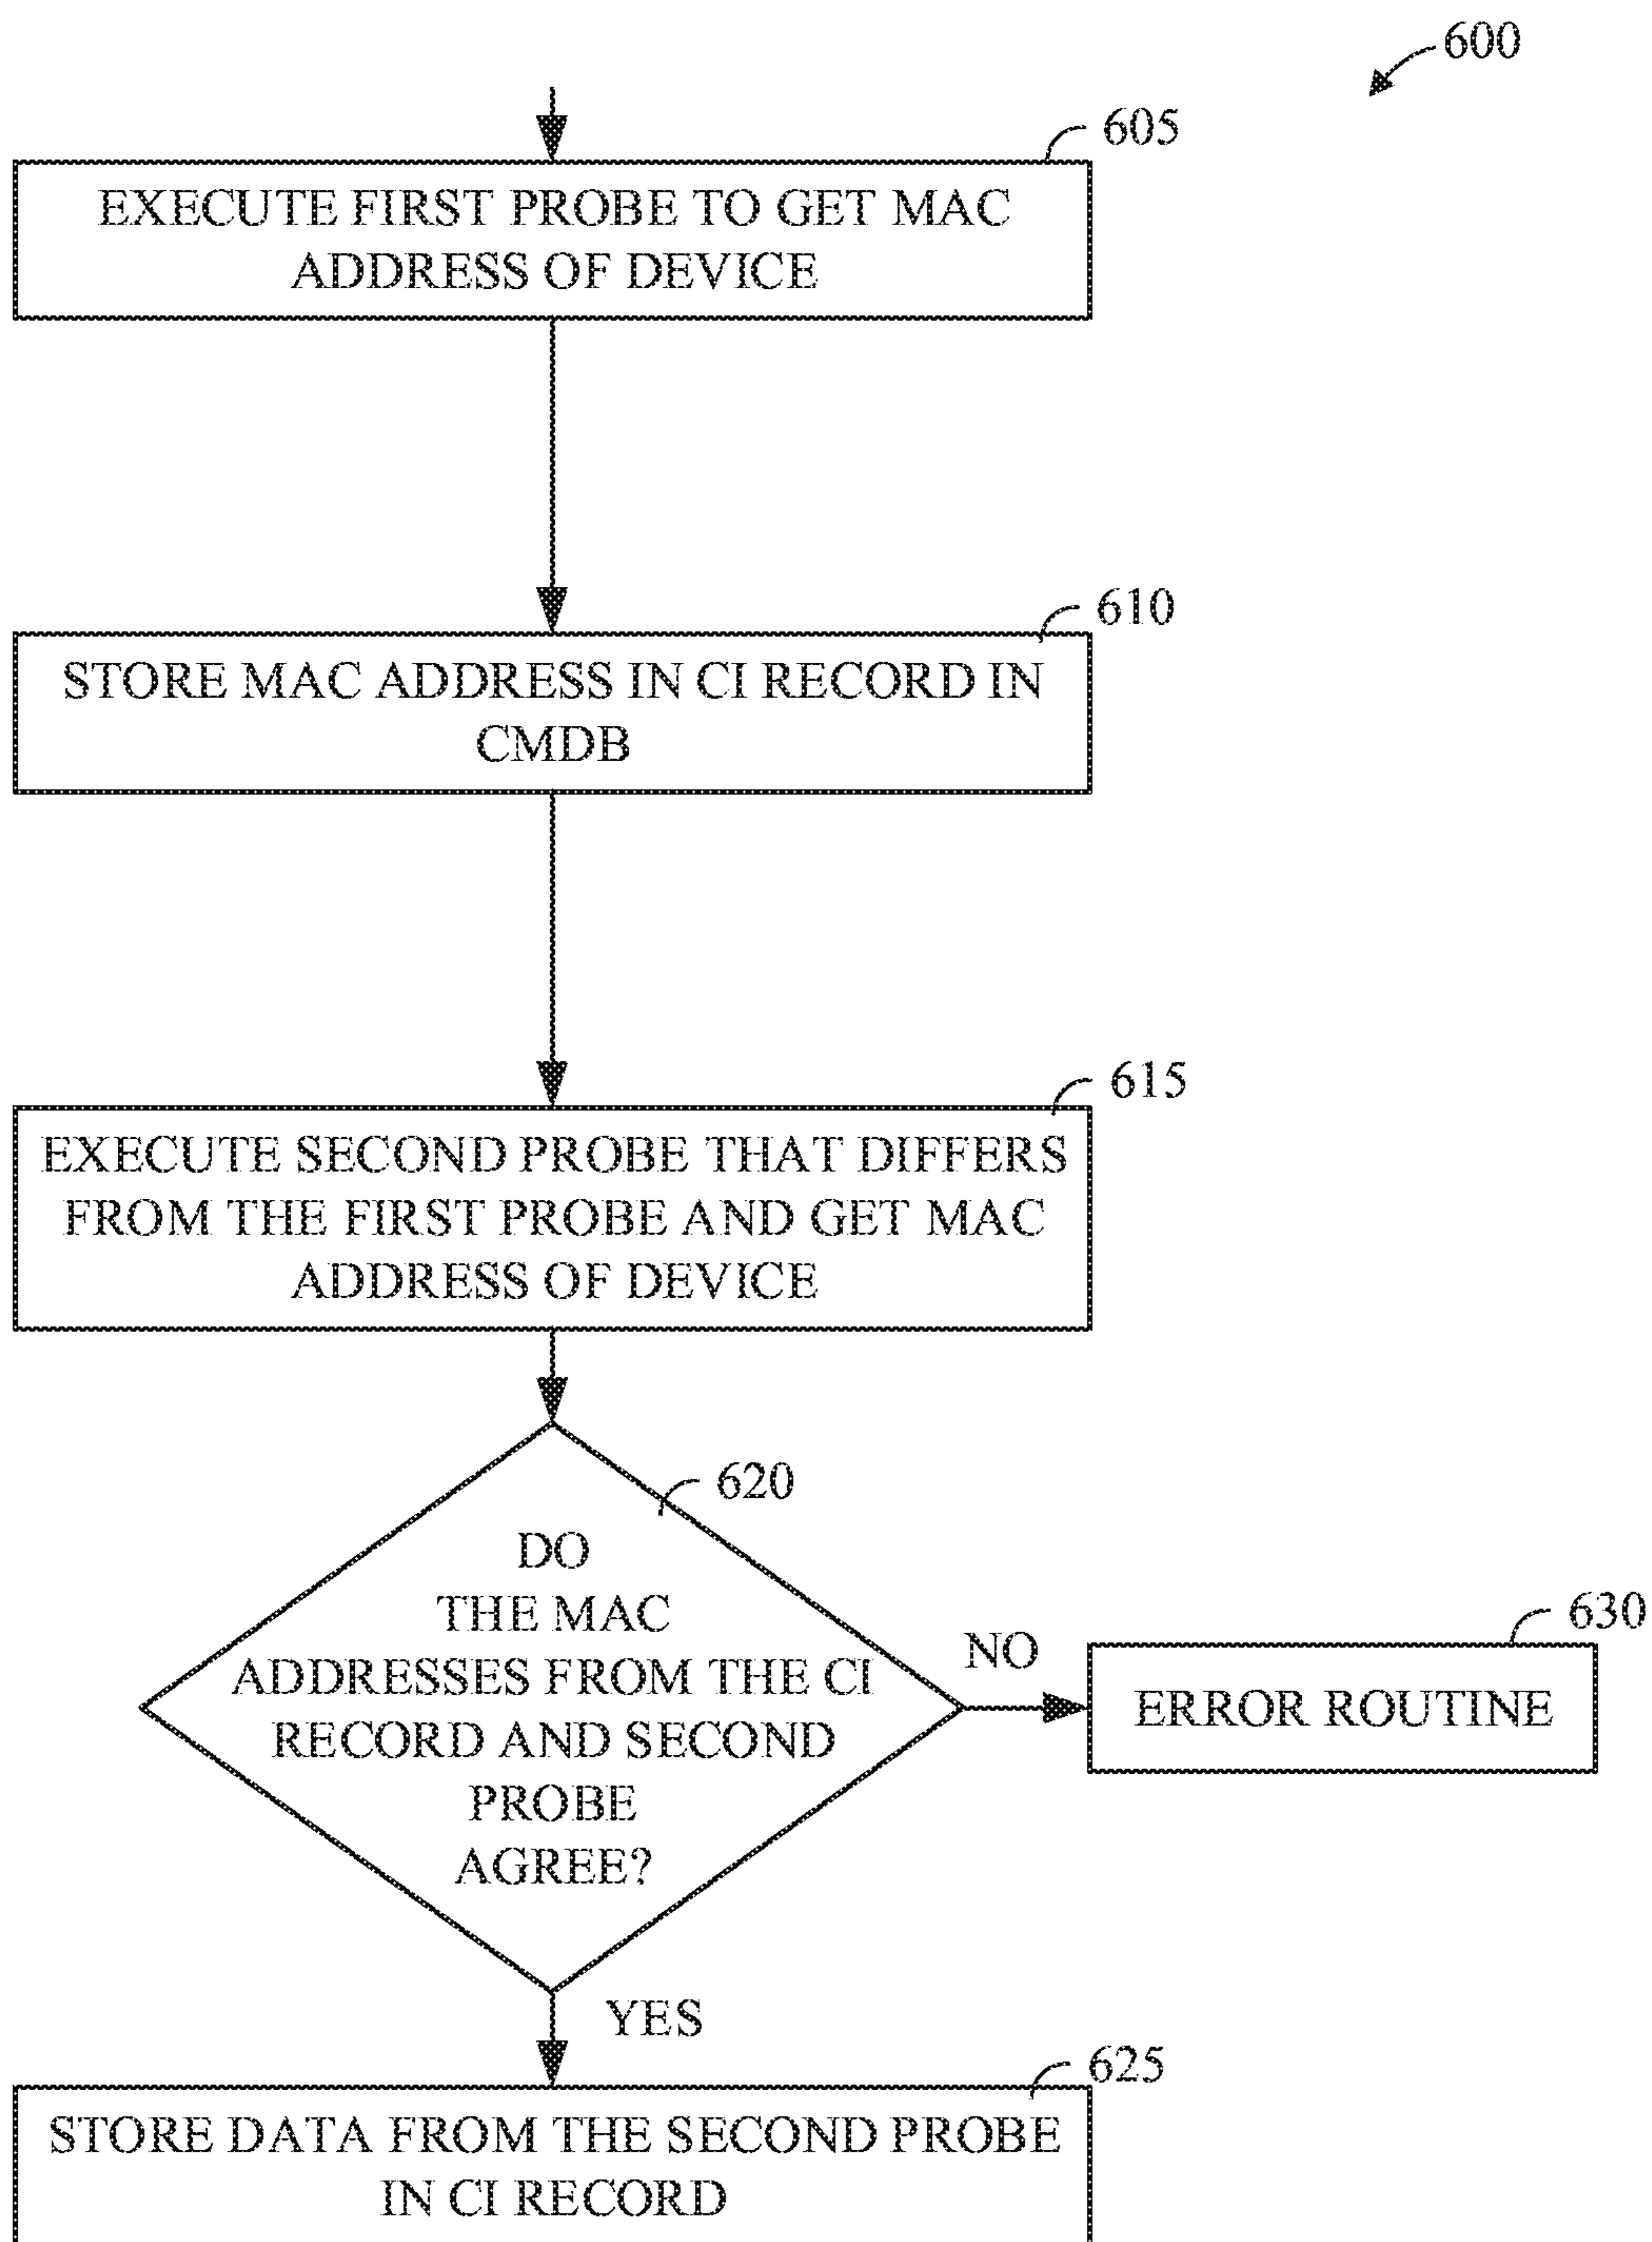 600
605
EXECUTE FIRST PROBE TO GET MAC
ADDRESS OF DEVICE
610
STORE MAC ADDRESS IN CI RECORD IN
CMDB
615
EXECUTE SECOND PROBE THAT DIFFERS
FROM THE FIRST PROBE AND GET MAC
ADDRESS OF DEVICE
620
DO
THE MAC
ADDRESSES FROM THE CI
RECORD AND SECOND
PROBE
AGREE?
NO
630
ERROR ROUTINE
YES
625
STORE DATA FROM THE SECOND PROBE
IN CI RECORD